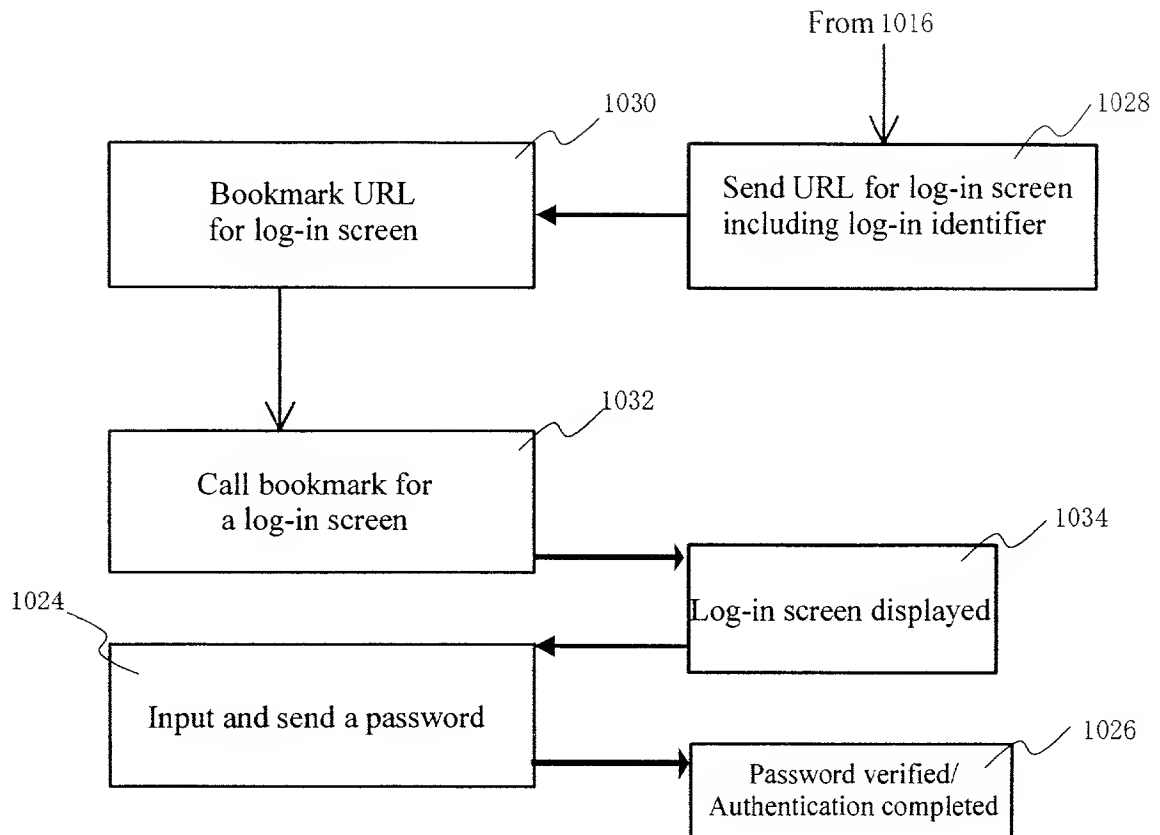 From 1016
1030
1028
Bookmark URL
for log-in screen
Send URL for log-in screen
including log-in identifier
1032
Call bookmark for
a log-in screen
1034
Log-in screen displayed
1024
Input and send a password
1026
Password verified/
Authentication completed